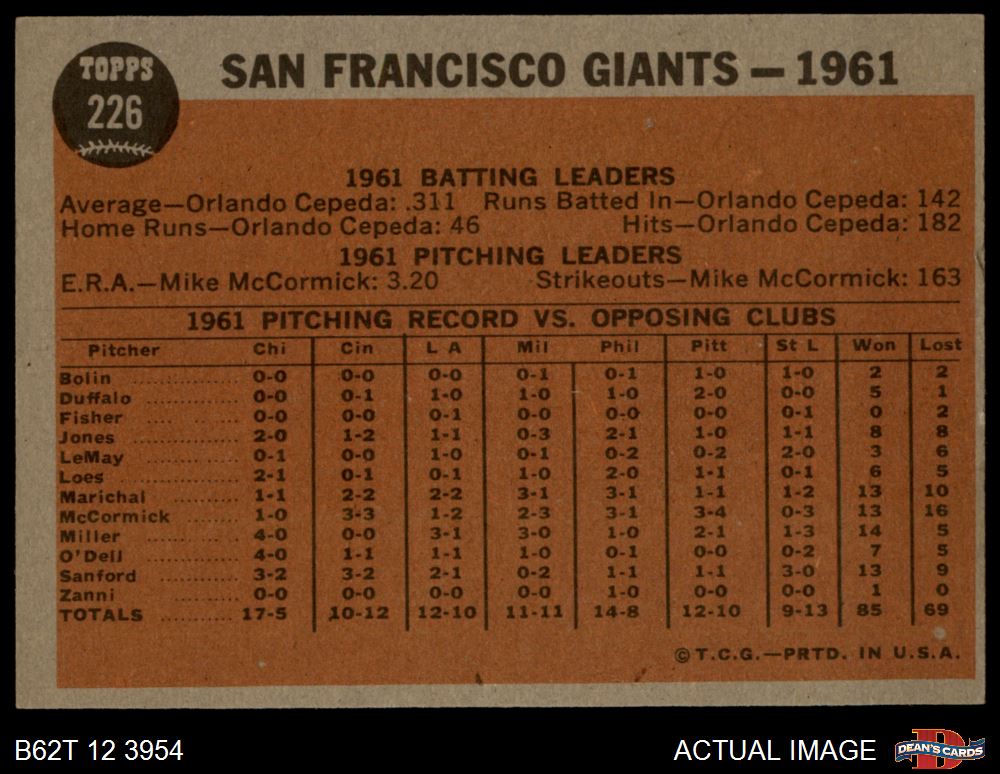 TOPPS
226
SAN FRANCISCO GIANTS — 1961
1961 BATTING LEADERS
Average—Orlando Cepeda: .311 Runs Batted In—Orlando Cepeda: 142
Home Runs—Orlando Cepeda: 46 Hits—Orlando Cepeda: 182
1961 PITCHING LEADERS
E.R.A.—Mike McCormick: 3.20 Strikeouts—Mike McCormick: 163
1961 PITCHING RECORD VS. OPPOSING CLUBS
Pitcher Chi Cin L A Mil Phil Pitt St L Won Lost
Bolin 0-0 0-0 0-0 0-1 0-1 1-0 1-0 2 2
Duffalo 0-0 0-1 1-0 1-0 1-0 2-0 0-0 5 1
Fisher 0-0 0-0 0-1 0-0 0-0 0-0 0-1 0 2
Jones 2-0 1-2 1-1 0-3 2-1 1-0 1-1 8 8
LeMay 0-1 0-0 1-0 0-1 0-2 0-2 2-0 3 6
Loes 2-1 0-1 0-1 1-0 2-0 1-1 0-1 6 5
Marichal 1-1 2-2 2-2 3-1 3-1 1-1 1-2 13 10
McCormick 1-0 3-3 1-2 2-3 3-1 3-4 0-3 13 16
Miller 4-0 0-0 3-1 3-0 1-0 2-1 1-3 14 5
O'Dell 4-0 1-1 1-1 1-0 0-1 0-0 0-2 7 5
Sanford 3-2 3-2 2-1 0-2 1-1 1-1 3-0 13 9
Zanni 0-0 0-0 0-0 0-0 1-0 0-0 0-0 1 0
TOTALS 17-5 10-12 12-10 11-11 14-8 12-10 9-13 85 69
©T.C.G.—PRTD. IN U.S.A.
B62T 12 3954 ACTUAL IMAGE DEAN'S CARDS